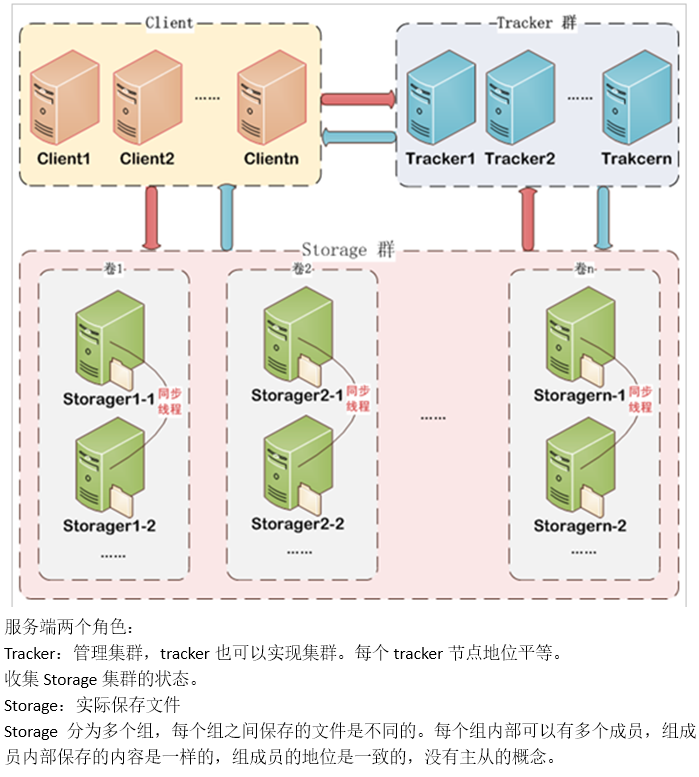 Client
Tracker 群
……
……
Client1
Client2
Clientn
Tracker1
Tracker2
Trakcern
Storage 群
卷1
卷2
卷n
Storager1-1
同步
线程
Storager2-1
同步
线程
Storagern-1
同步
线程
……
Storager1-2
Storager2-2
Storagern-2
……
……
……
服务端两个角色：
Tracker：管理集群，tracker 也可以实现集群。每个 tracker 节点地位平等。
收集 Storage 集群的状态。
Storage：实际保存文件
Storage 分为多个组，每个组之间保存的文件是不同的。每个组内部可以有多个成员，组成
员内部保存的内容是一样的，组成员的地位是一致的，没有主从的概念。